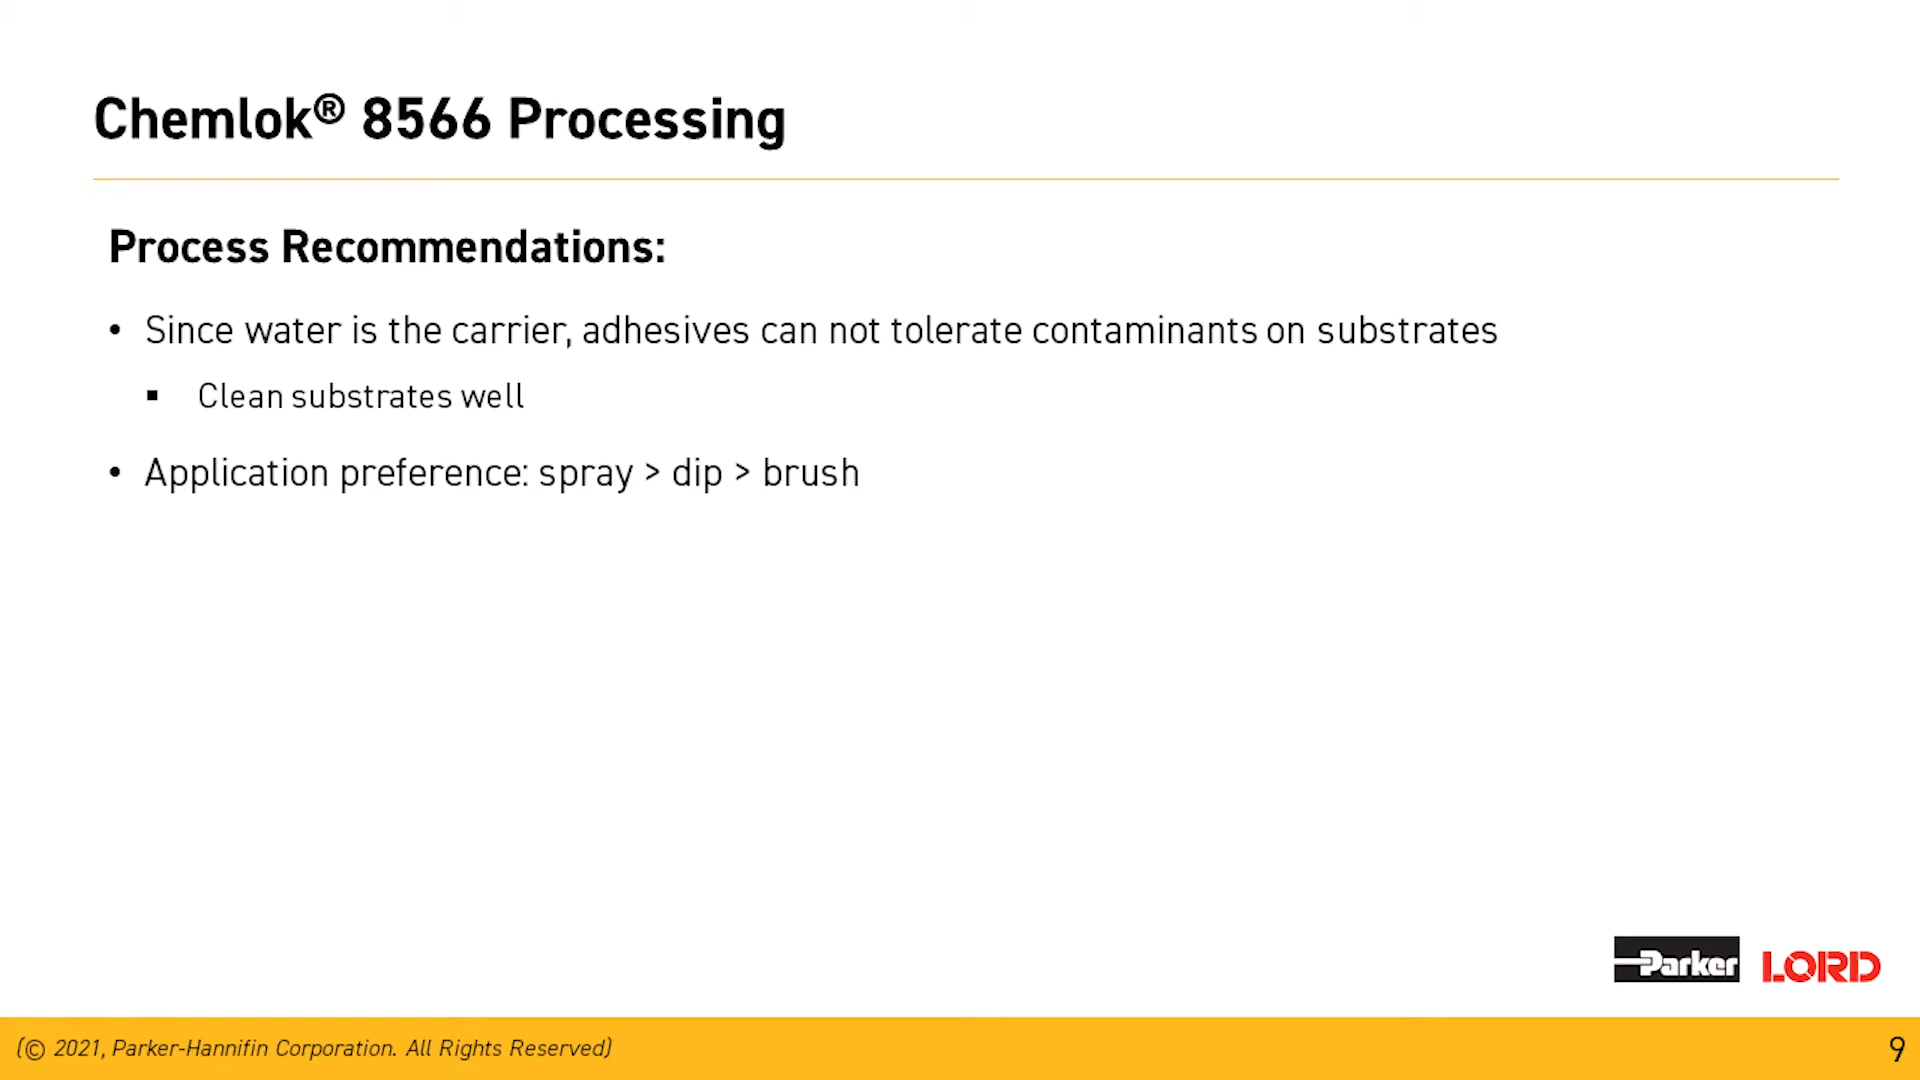 Chemlok® 8566 Processing
Process Recommendations:
• Since water is the carrier, adhesives can not tolerate contaminants on substrates
▪ Clean substrates well
• Application preference: spray > dip > brush
Parker LORD
(© 2021, Parker-Hannifin Corporation. All Rights Reserved)
9